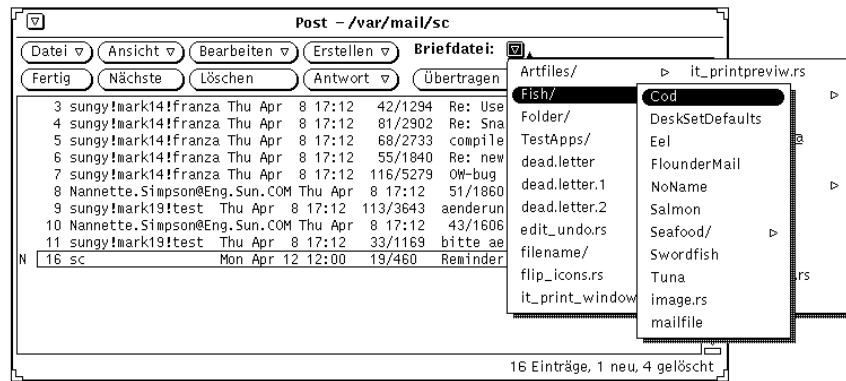 Post – /var/mail/sc
Datei Ansicht Bearbeiten Erstellen Briefdatei:
Fertig Nächste Löschen Antwort Übertragen
3 sungy!mark14!franza Thu Apr 8 17:12 42/1294 Re: Use
4 sungy!mark14!franza Thu Apr 8 17:12 81/2902 Re: Sna
5 sungy!mark14!franza Thu Apr 8 17:12 68/2733 compile
6 sungy!mark14!franza Thu Apr 8 17:12 55/1840 Re: new
7 sungy!mark14!franza Thu Apr 8 17:12 116/5279 OW-bug
8 Nannette.Simpson@Eng.Sun.COM Thu Apr 8 17:12 51/1860
9 sungy!mark19!test Thu Apr 8 17:12 113/3643 aenderun
10 Nannette.Simpson@Eng.Sun.COM Thu Apr 8 17:12 43/1606
11 sungy!mark19!test Thu Apr 8 17:12 33/1169 bitte ae
N 16 sc Mon Apr 12 12:00 19/460 Reminder
Artfiles/ it_printpreviw.rs
Fish/
Folder/
TestApps/
dead.letter
dead.letter.1
dead.letter.2
edit_undo.rs
filename/
flip_icons.rs
it_print_window
rs
Cod
DeskSetDefaults
Eel
FlounderMail
NoName
Salmon
Seafood/
Swordfish
Tuna
image.rs
mailfile
16 Einträge, 1 neu, 4 gelöscht